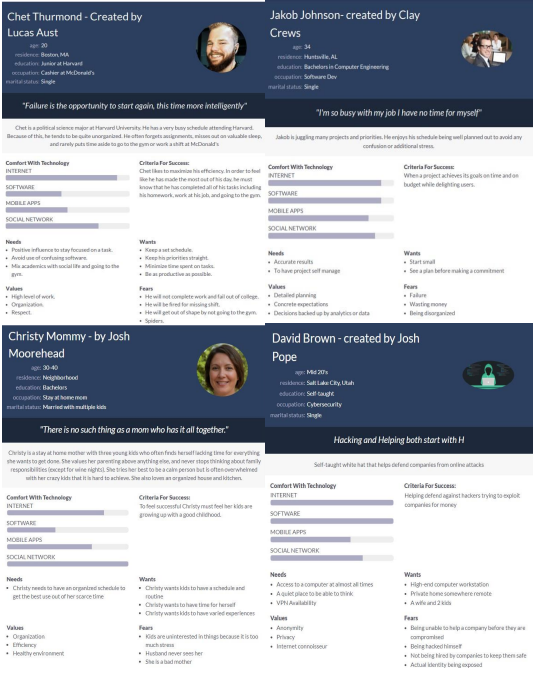 Chet Thurmond - Created by
Lucas Aust
age: 20
residence: Boston, MA
education: Junior at Harvard
occupation: Cashier at McDonald's
marital status: Single
"Failure is the opportunity to start again, this time more intelligently"
Chet is a political science major at Harvard University. He has a very busy schedule attending Harvard.
Because of this, he tends to be quite unorganized. He often forgets assignments, misses out on valuable sleep,
and rarely puts time aside to go to the gym or work a shift at McDonald's
Comfort With Technology
INTERNET
SOFTWARE
MOBILE APPS
SOCIAL NETWORK
Criteria For Success:
Chet likes to maximize his efficiency. In order to feel
like he has made the most out of his day, he must
know that he has completed all of his tasks including
his homework, work at his job, and going to the gym.
Needs
• Positive influence to stay focused on a task.
• Avoid use of confusing software.
• Mix academics with social life and going to the
gym.
Wants
• Keep a set schedule.
• Keep his priorities straight.
• Minimize time spent on tasks.
• Be as productive as possible.
Values
• High level of work.
• Organization.
• Respect.
Fears
• He will not complete work and fail out of college.
• He will be fired for missing shift.
• He will get out of shape by not going to the gym.
• Spiders.
Jakob Johnson- created by Clay
Crews
age: 34
residence: Huntsville, AL
education: Bachelors in Computer Engineering
occupation: Software Dev
marital status: Single
"I'm so busy with my job I have no time for myself"
Jakob is juggling many projects and priorities. He enjoys his schedule being well planned out to avoid any
confusion or additional stress.
Comfort With Technology
INTERNET
SOFTWARE
MOBILE APPS
SOCIAL NETWORK
Criteria For Success:
When a project achieves its goals on time and on
budget while delighting users.
Needs
• Accurate results
• To have project self manage
Wants
• Start small
• See a plan before making a commitment
Values
• Detailed planning
• Concrete expectations
• Decisions backed up by analytics or data
Fears
• Failure
• Wasting money
• Being disorganized
Christy Mommy - by Josh
Moorehead
age: 30-40
residence: Neighborhood
education: Bachelors
occupation: Stay at home mom
marital status: Married with multiple kids
"There is no such thing as a mom who has it all together."
Christy is a stay at home mother with three young kids who often finds herself lacking time for everything
she wants to get done. She values her parenting above anything else, and never stops thinking about family
responsibilities (except for wine nights). She tries her best to be a calm person but is often overwhelmed
with her crazy kids that it is hard to achieve. She also loves an organized house and kitchen.
Comfort With Technology
INTERNET
SOFTWARE
MOBILE APPS
SOCIAL NETWORK
Criteria For Success:
To feel successful Christy must feel her kids are
growing up with a good childhood.
Needs
• Christy needs to have an organized schedule to
get the best use out of her scarce time
Wants
• Christy wants kids to have a schedule and
routine
• Christy wants to have time for herself
• Christy wants kids to have varied experiences
Values
• Organization
• Efficiency
• Healthy environment
Fears
• Kids are uninterested in things because it is too
much stress
• Husband never sees her
• She is a bad mother
David Brown - created by Josh
Pope
age: Mid 20's
residence: Salt Lake City, Utah
education: Self-taught
occupation: Cybersecurity
marital status: Single
Hacking and Helping both start with H
Self-taught white hat that helps defend companies from online attacks
Comfort With Technology
INTERNET
SOFTWARE
MOBILE APPS
SOCIAL NETWORK
Criteria For Success:
Helping defend against hackers trying to exploit
companies for money
Needs
• Access to a computer at almost all times
• A quiet place to be able to think
• VPN Availability
Wants
• High-end computer workstation
• Private home somewhere remote
• A wife and 2 kids
Values
• Anonymity
• Privacy
• Internet connoisseur
Fears
• Being unable to help a company before they are
compromised
• Being hacked himself
• Not being hired by companies to keep them safe
• Actual identity being exposed